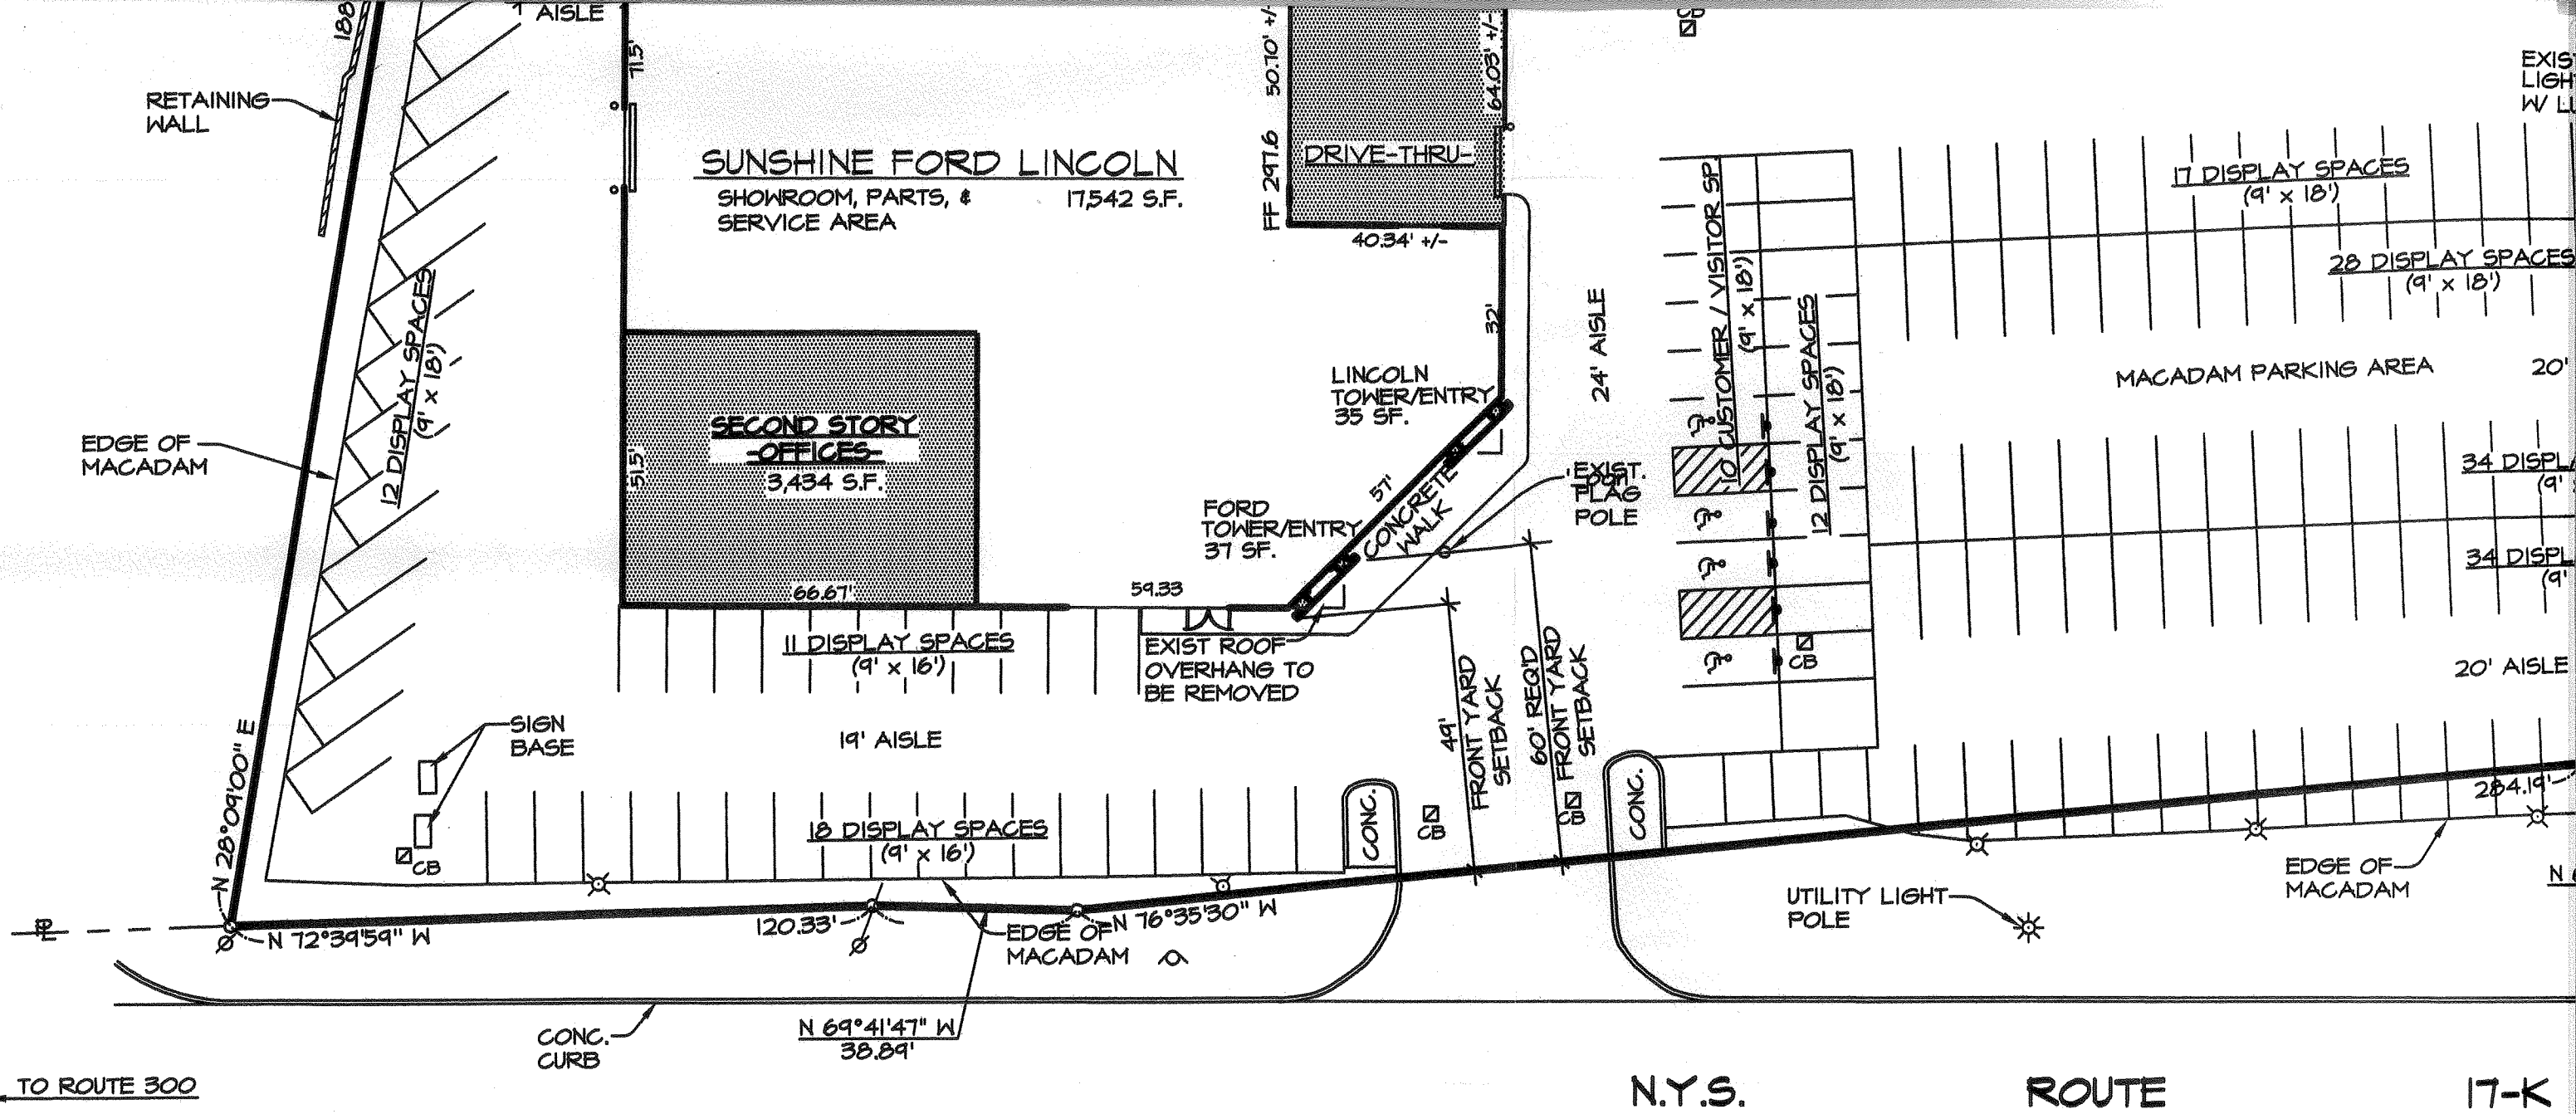 188
AISLE
71.5'
50.70' +/-
FF 297.6
64.03' +/-
CB
RETAINING
WALL
SUNSHINE FORD LINCOLN
SHOWROOM, PARTS, &
SERVICE AREA
17,542 S.F.
DRIVE-THRU
40.34' +/-
32'
24' AISLE
10 CUSTOMER / VISITOR SP.
(9' x 18')
12 DISPLAY SPACES
(9' x 18')
17 DISPLAY SPACES
(9' x 18')
28 DISPLAY SPACES
(9' x 18')
MACADAM PARKING AREA
20'
34 DISPL
(9'
34 DISPL
(9'
20' AISLE
EDGE OF
MACADAM
12 DISPLAY SPACES
(9' x 18')
SECOND STORY
-OFFICES-
3,434 S.F.
51.5'
66.67'
59.33
LINCOLN
TOWER/ENTRY
35 SF.
57'
CONCRETE
WALK
FORD
TOWER/ENTRY
37 SF.
EXIST.
FLAG
POLE
11 DISPLAY SPACES
(9' x 16')
EXIST ROOF
OVERHANG TO
BE REMOVED
49'
FRONT YARD
SETBACK
60' REQ'D
FRONT YARD
SETBACK
CB
SIGN
BASE
19' AISLE
18 DISPLAY SPACES
(9' x 16')
CB
CONC.
CB
CB
CONC.
284.19'
N 28°09'00" E
PL
N 72°39'59" W
120.33'
EDGE OF
MACADAM
N 76°35'30" W
UTILITY LIGHT
POLE
EDGE OF
MACADAM
CONC.
CURB
N 69°41'47" W
38.89'
TO ROUTE 300
N.Y.S. ROUTE 17-K